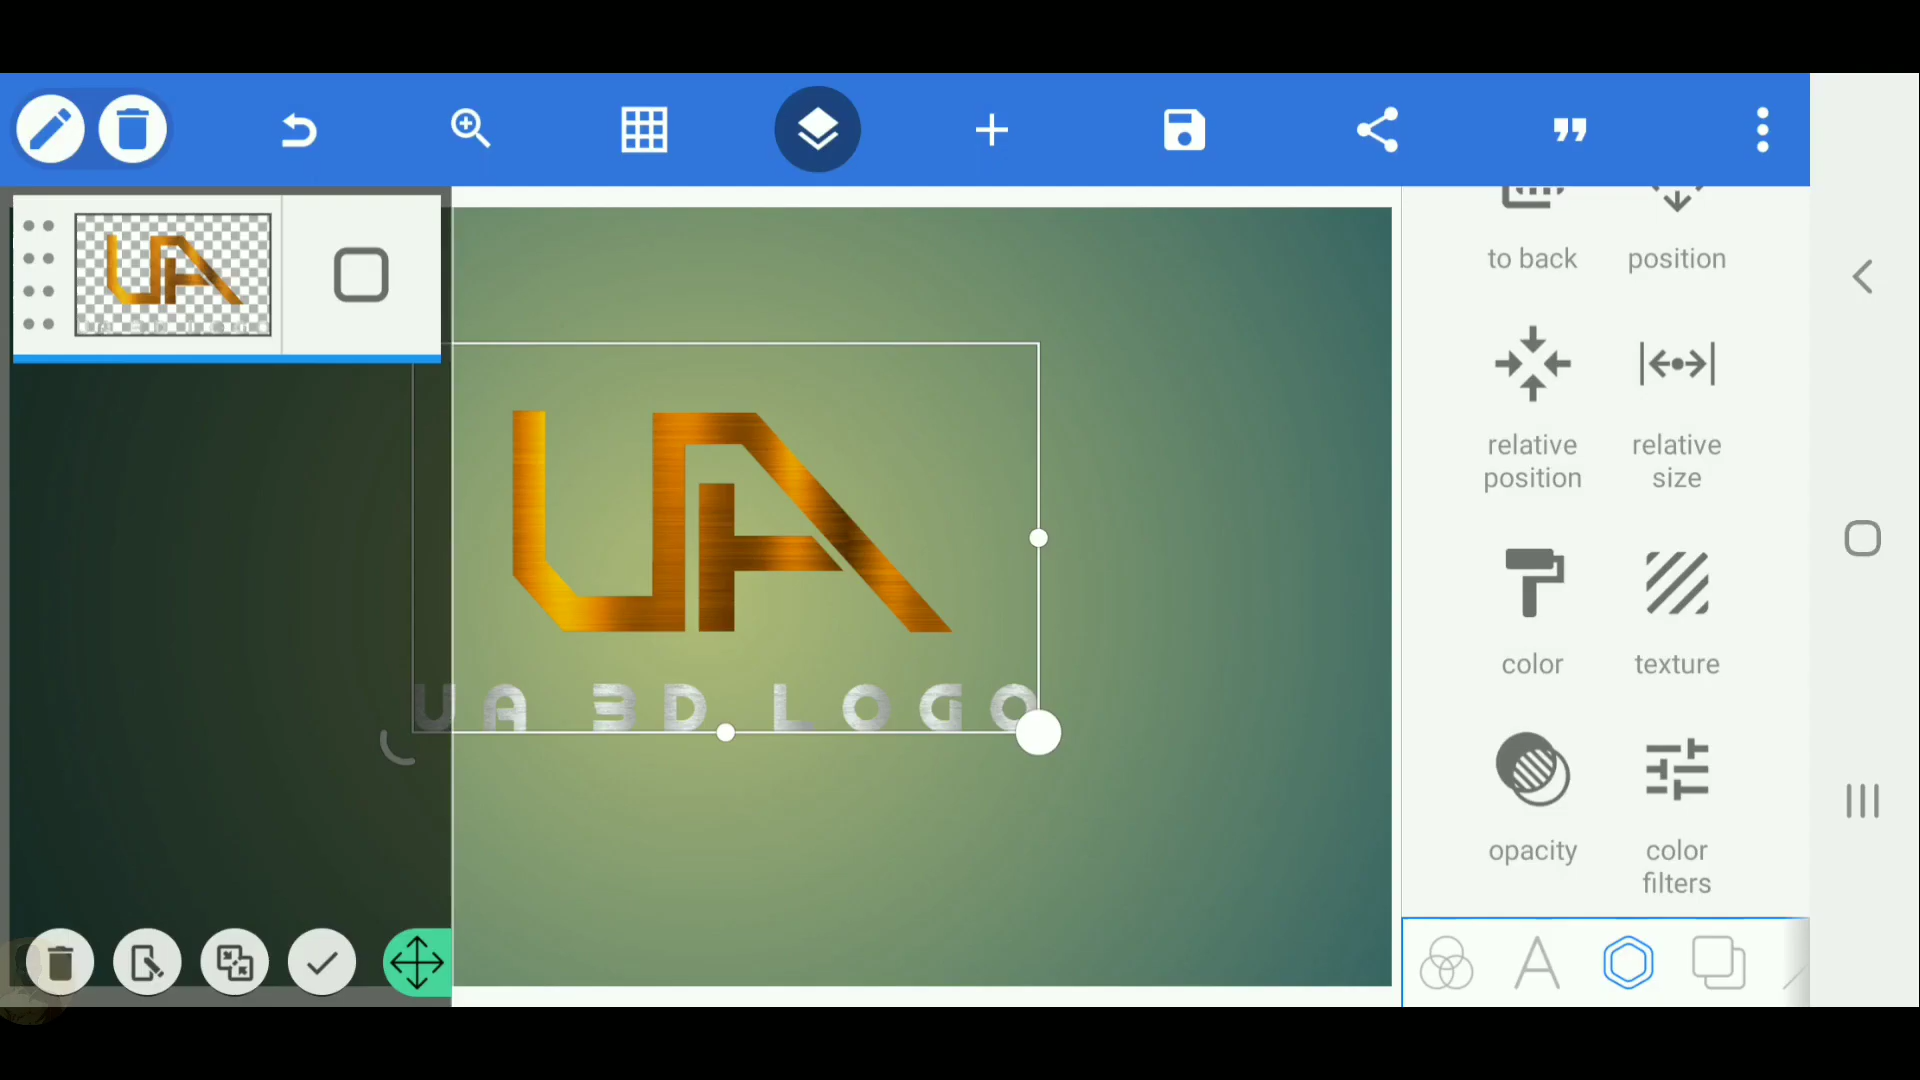 to back
position
relative
position
relative
size
color
texture
opacity
color
filters
UA
UA 3D LOGO